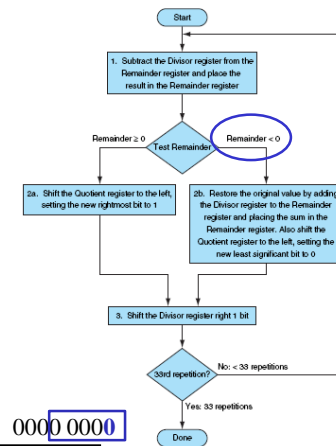 Start
1. Subtract the Divisor register from the
Remainder register and place the
result in the Remainder register
Remainder ≥ 0
Test Remainder
Remainder < 0
2a. Shift the Quotient register to the left,
setting the new rightmost bit to 1
2b. Restore the original value by adding
the Divisor register to the Remainder
register and placing the sum in the
Remainder register. Also shift the
Quotient register to the left, setting the
new least significant bit to 0
3. Shift the Divisor register right 1 bit
33rd repetition?
No: < 33 repetitions
Yes: 33 repetitions
0000 0000
Done